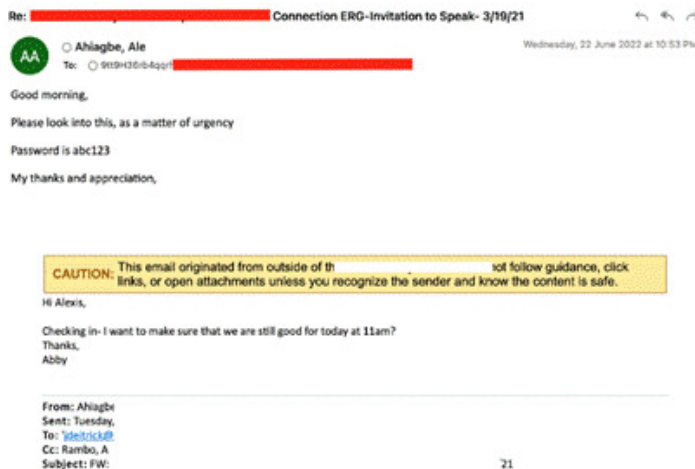 Re: Connection ERG-Invitation to Speak- 3/19/21
AA
Ahiagbe, Ale
Wednesday, 22 June 2022 at 10:53 PM
To:
Good morning,
Please look into this, as a matter of urgency
Password is abc123
My thanks and appreciation,
CAUTION: This email originated from outside of th not follow guidance, click
links, or open attachments unless you recognize the sender and know the content is safe.
Hi Alexis,
Checking in- I want to make sure that we are still good for today at 11am?
Thanks,
Abby
From: Ahiagbe
Sent: Tuesday,
To: 'jdeitrick@
Cc: Rambo, A
Subject: FW: 21